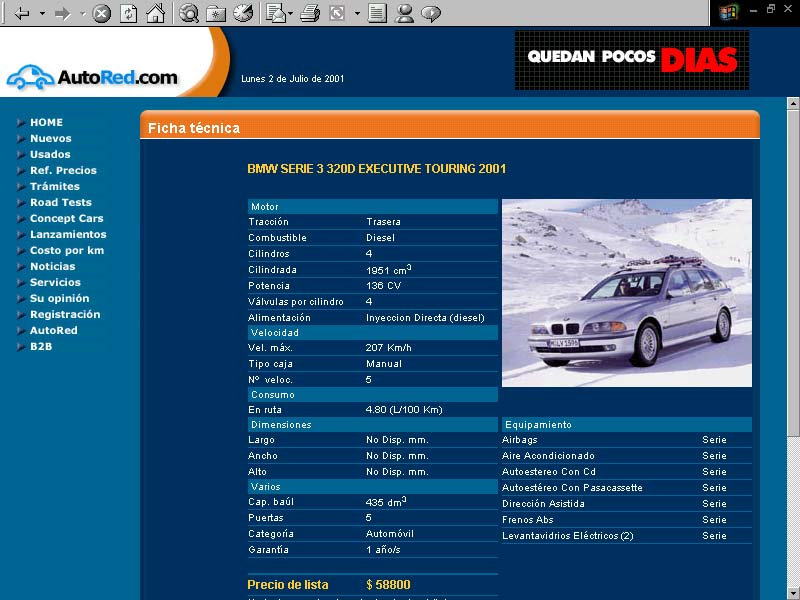 AutoRed.com
Lunes 2 de Julio de 2001
QUEDAN POCOS DIAS
HOME
Nuevos
Usados
Ref. Precios
Trámites
Road Tests
Concept Cars
Lanzamientos
Costo por km
Noticias
Servicios
Su opinión
Registración
AutoRed
B2B
Ficha técnica
BMW SERIE 3 320D EXECUTIVE TOURING 2001
Motor
Tracción Trasera
Combustible Diesel
Cilindros 4
Cilindrada 1951 cm3
Potencia 136 CV
Válvulas por cilindro 4
Alimentación Inyeccion Directa (diesel)
Velocidad
Vel. máx. 207 Km/h
Tipo caja Manual
Nº veloc. 5
Consumo
En ruta 4.80 (L/100 Km)
Dimensiones
Largo No Disp. mm.
Ancho No Disp. mm.
Alto No Disp. mm.
Varios
Cap. baúl 435 dm3
Puertas 5
Categoría Automóvil
Garantía 1 año/s
Precio de lista $ 58800
Equipamiento
Airbags Serie
Aire Acondicionado Serie
Autoestereo Con Cd Serie
Autoestéreo Con Pasacassette Serie
Dirección Asistida Serie
Frenos Abs Serie
Levantavidrios Eléctricos (2) Serie